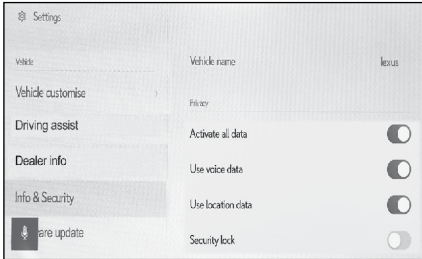 Settings
Vehicle
Vehicle customise
Driving assist
Dealer info
Info & Security
are update
Vehicle name lexus
Privacy
Activate all data
Use voice data
Use location data
Security lock